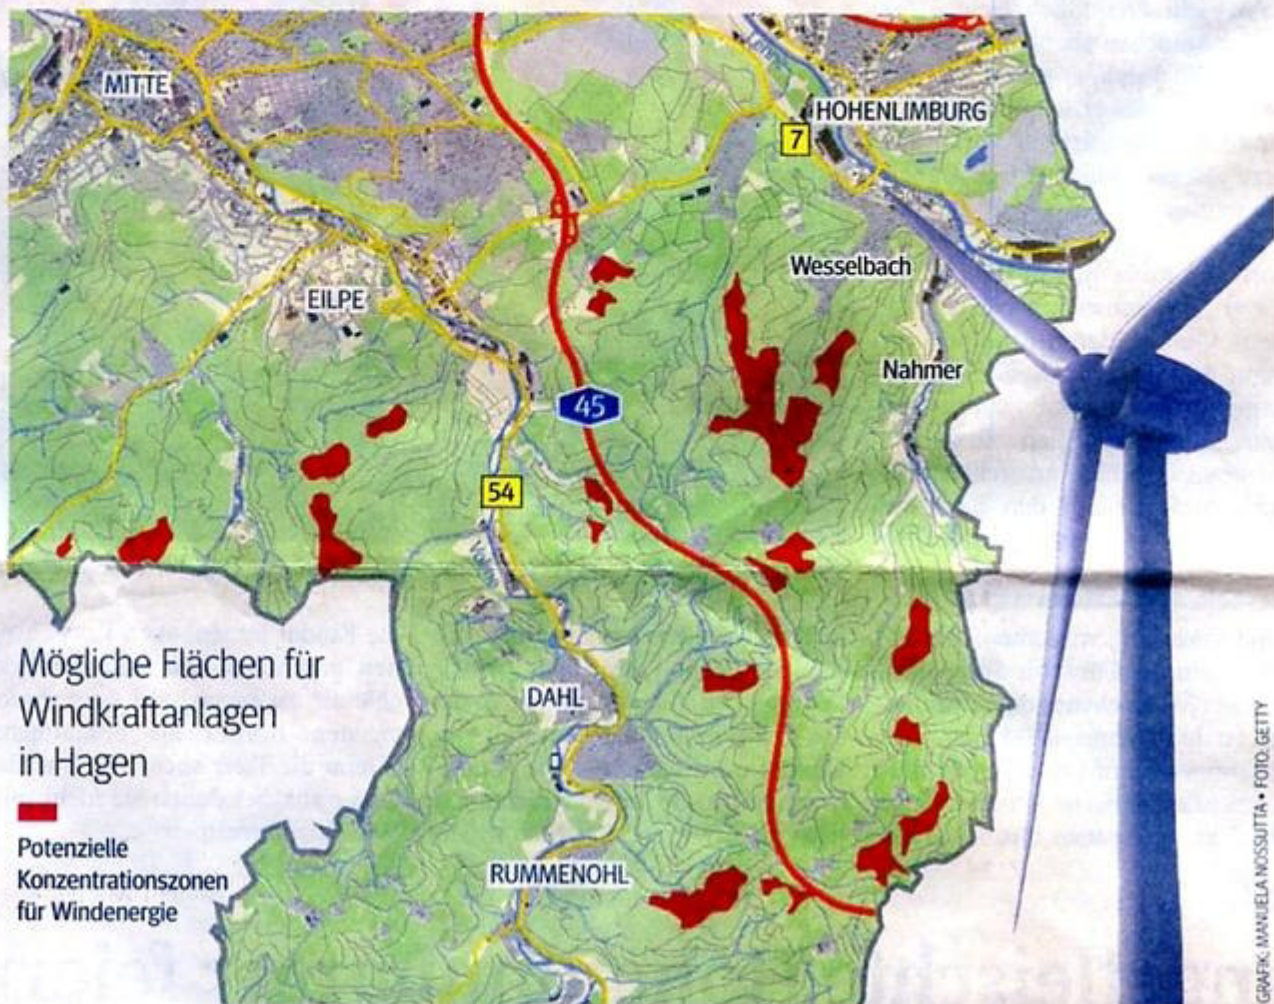 MITTE
HOHENLIMBURG
7
Wesselbach
EILPE
Nahmer
45
54
DAHL
Mögliche Flächen für
Windkraftanlagen
in Hagen
RUMMENOHL
Potenzielle
Konzentrationszonen
für Windenergie
GRAFIK: MANUELA NOSSUTTA • FOTO: GETTY